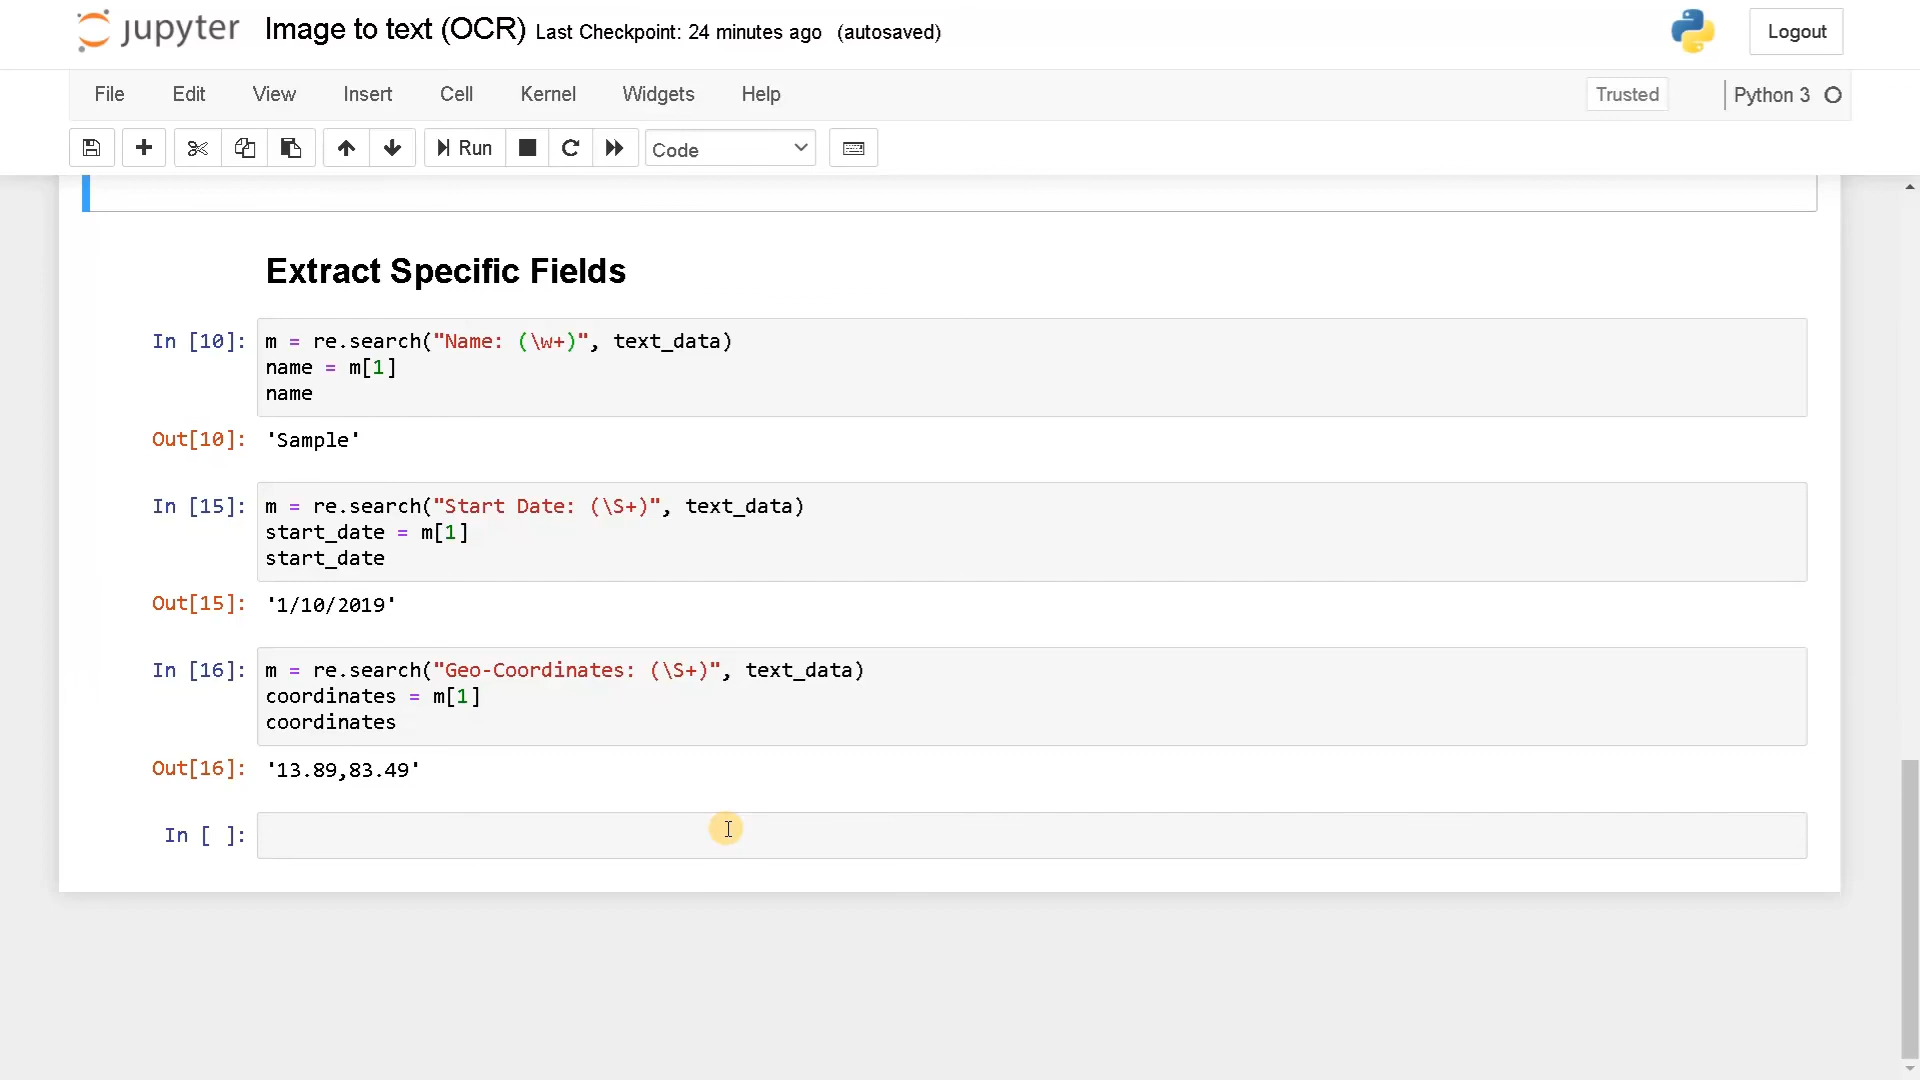 jupyter Image to text (OCR) Last Checkpoint: 24 minutes ago (autosaved) Logout
File Edit View Insert Cell Kernel Widgets Help Trusted Python 3
Run Code
Extract Specific Fields
In [10]: m = re.search("Name: (\w+)", text_data)
name = m[1]
name
Out[10]: 'Sample'
In [15]: m = re.search("Start Date: (\S+)", text_data)
start_date = m[1]
start_date
Out[15]: '1/10/2019'
In [16]: m = re.search("Geo-Coordinates: (\S+)", text_data)
coordinates = m[1]
coordinates
Out[16]: '13.89,83.49'
In [ ]: